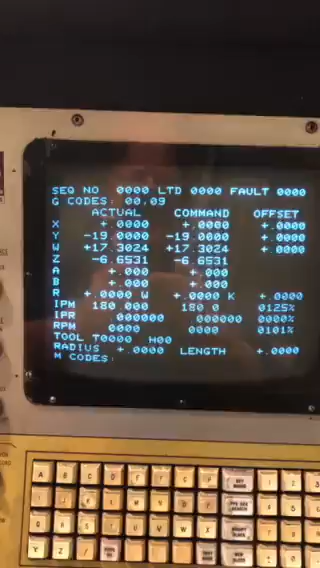 SEQ NO 0000 LTD 0000 FAULT 0000
G CODES: 00,09
ACTUAL COMMAND OFFSET
X +.0000 +.0000 +.0000
Y -19.0000 -19.0000 +.0000
W +17.3024 +17.3024 +.0000
Z -6.6531 -6.6531
A +.000 +.000
B +.000 +.000
R +.0000 W +.0000 K +.0000
IPM 180.000 180.0 0125%
IPR .000000 .000000 0000%
RPM 0000 0000 0101%
TOOL T0000 H00
RADIUS +.0000 LENGTH +.0000
M CODES:
A B C D E F